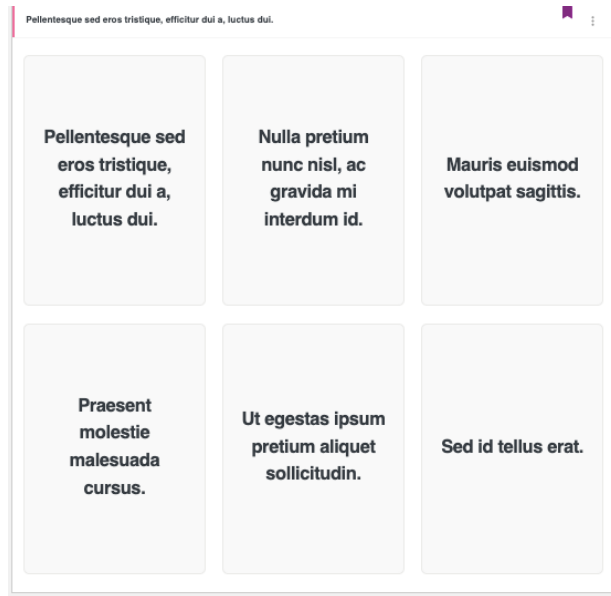 Pellentesque sed eros tristique, efficitur dui a, luctus dui.
Pellentesque sed
eros tristique,
efficitur dui a,
luctus dui.
Nulla pretium
nunc nisl, ac
gravida mi
interdum id.
Mauris euismod
volutpat sagittis.
Praesent
molestie
malesuada
cursus.
Ut egestas ipsum
pretium aliquet
sollicitudin.
Sed id tellus erat.